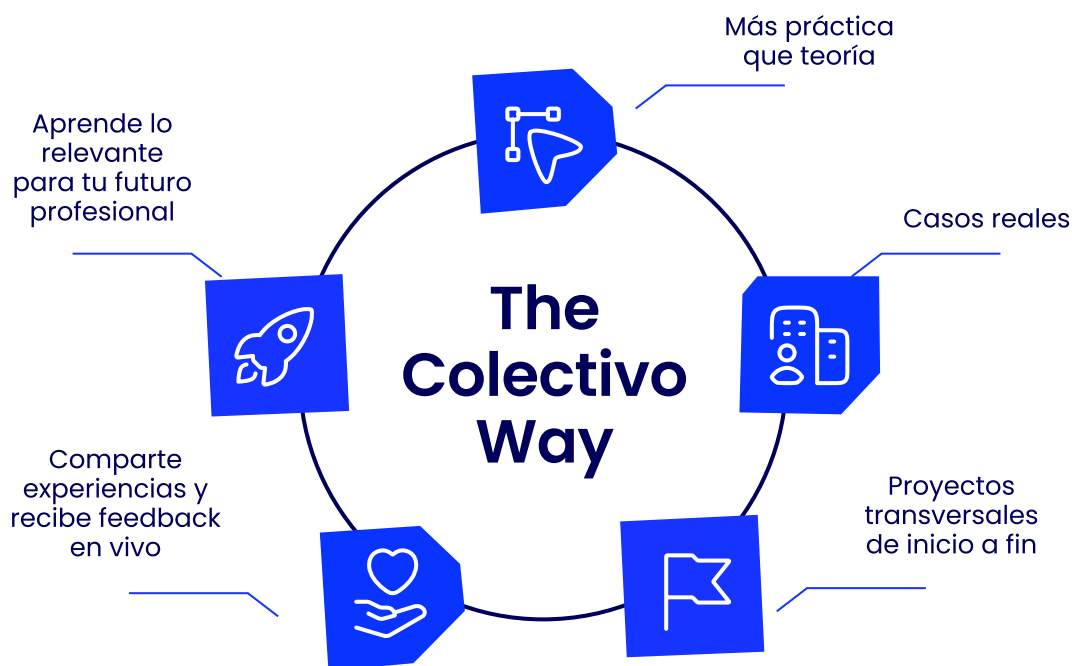 Más práctica
que teoría
Aprende lo
relevante
para tu futuro
profesional
Casos reales
The
Colectivo
Way
Comparte
experiencias y
recibe feedback
en vivo
Proyectos
transversales
de inicio a fin